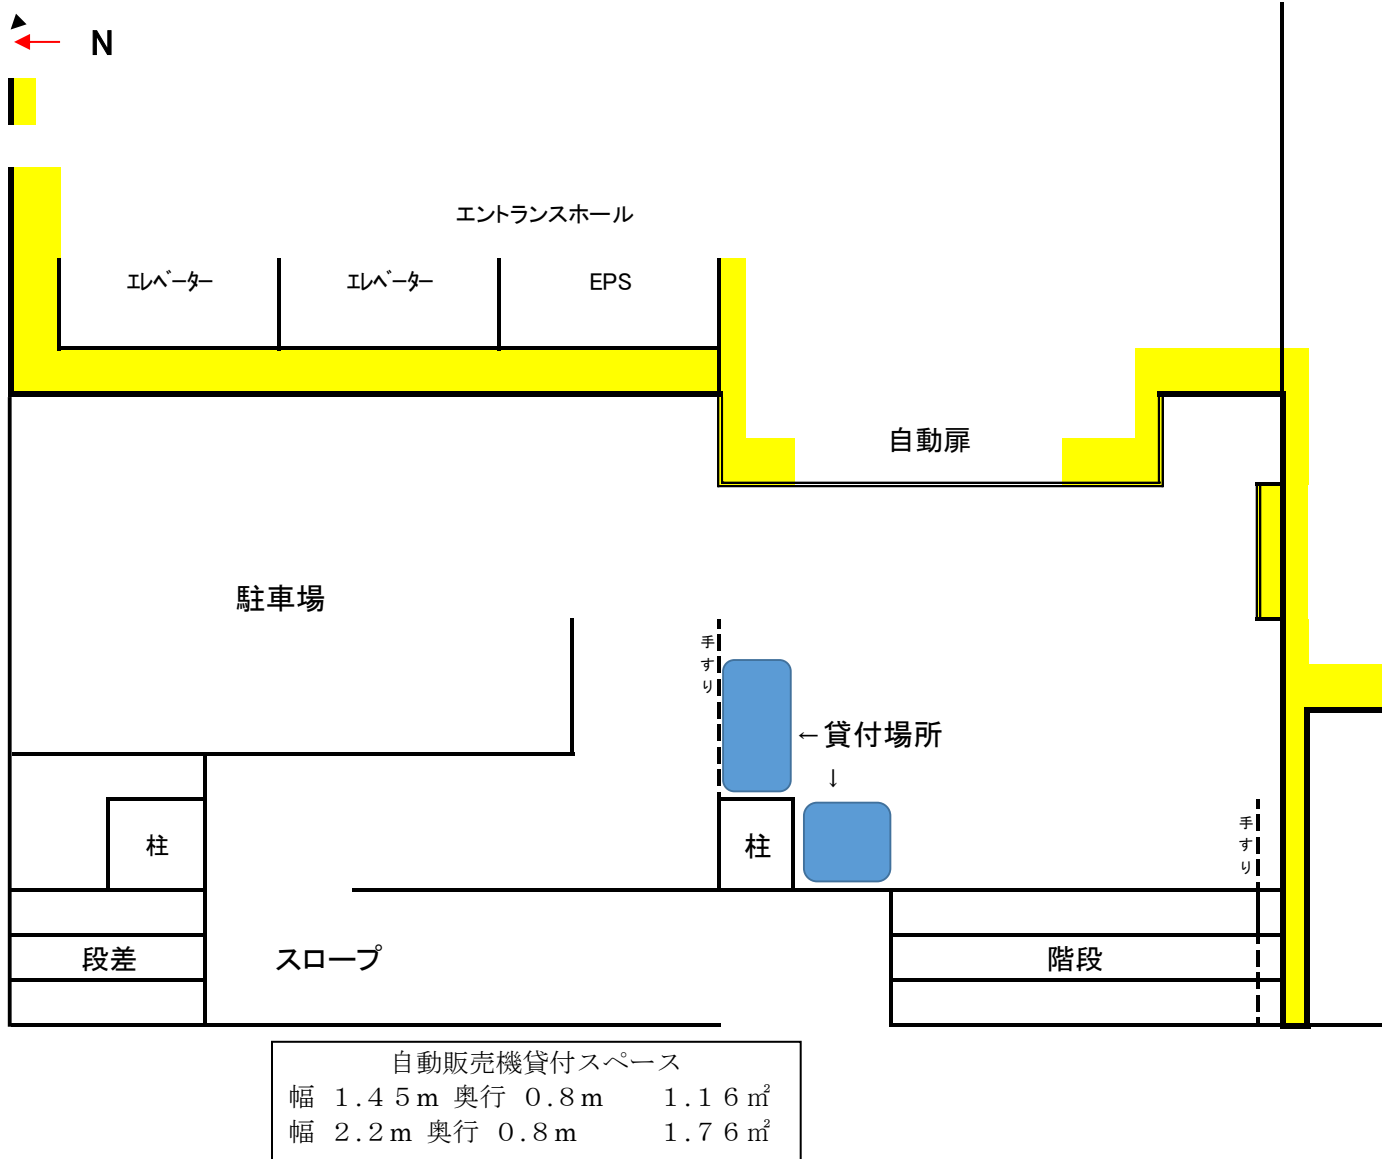 N
エントランスホール
ｴﾚﾍﾞｰﾀｰ ｴﾚﾍﾞｰﾀｰ EPS
自動扉
駐車場
手すり
←貸付場所
↓
手すり
柱 柱
段差 スロープ 階段
自動販売機貸付スペース
幅 １.４５ｍ 奥行 ０.８ｍ １.１６㎡
幅 ２.２ｍ 奥行 ０.８ｍ １.７６㎡